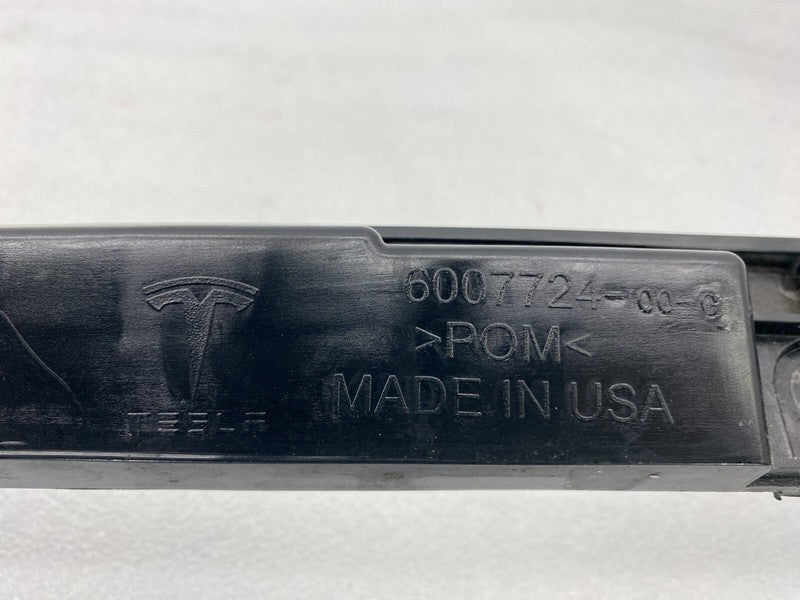 TESLA
6007724-00-C
>POM<
MADE IN USA